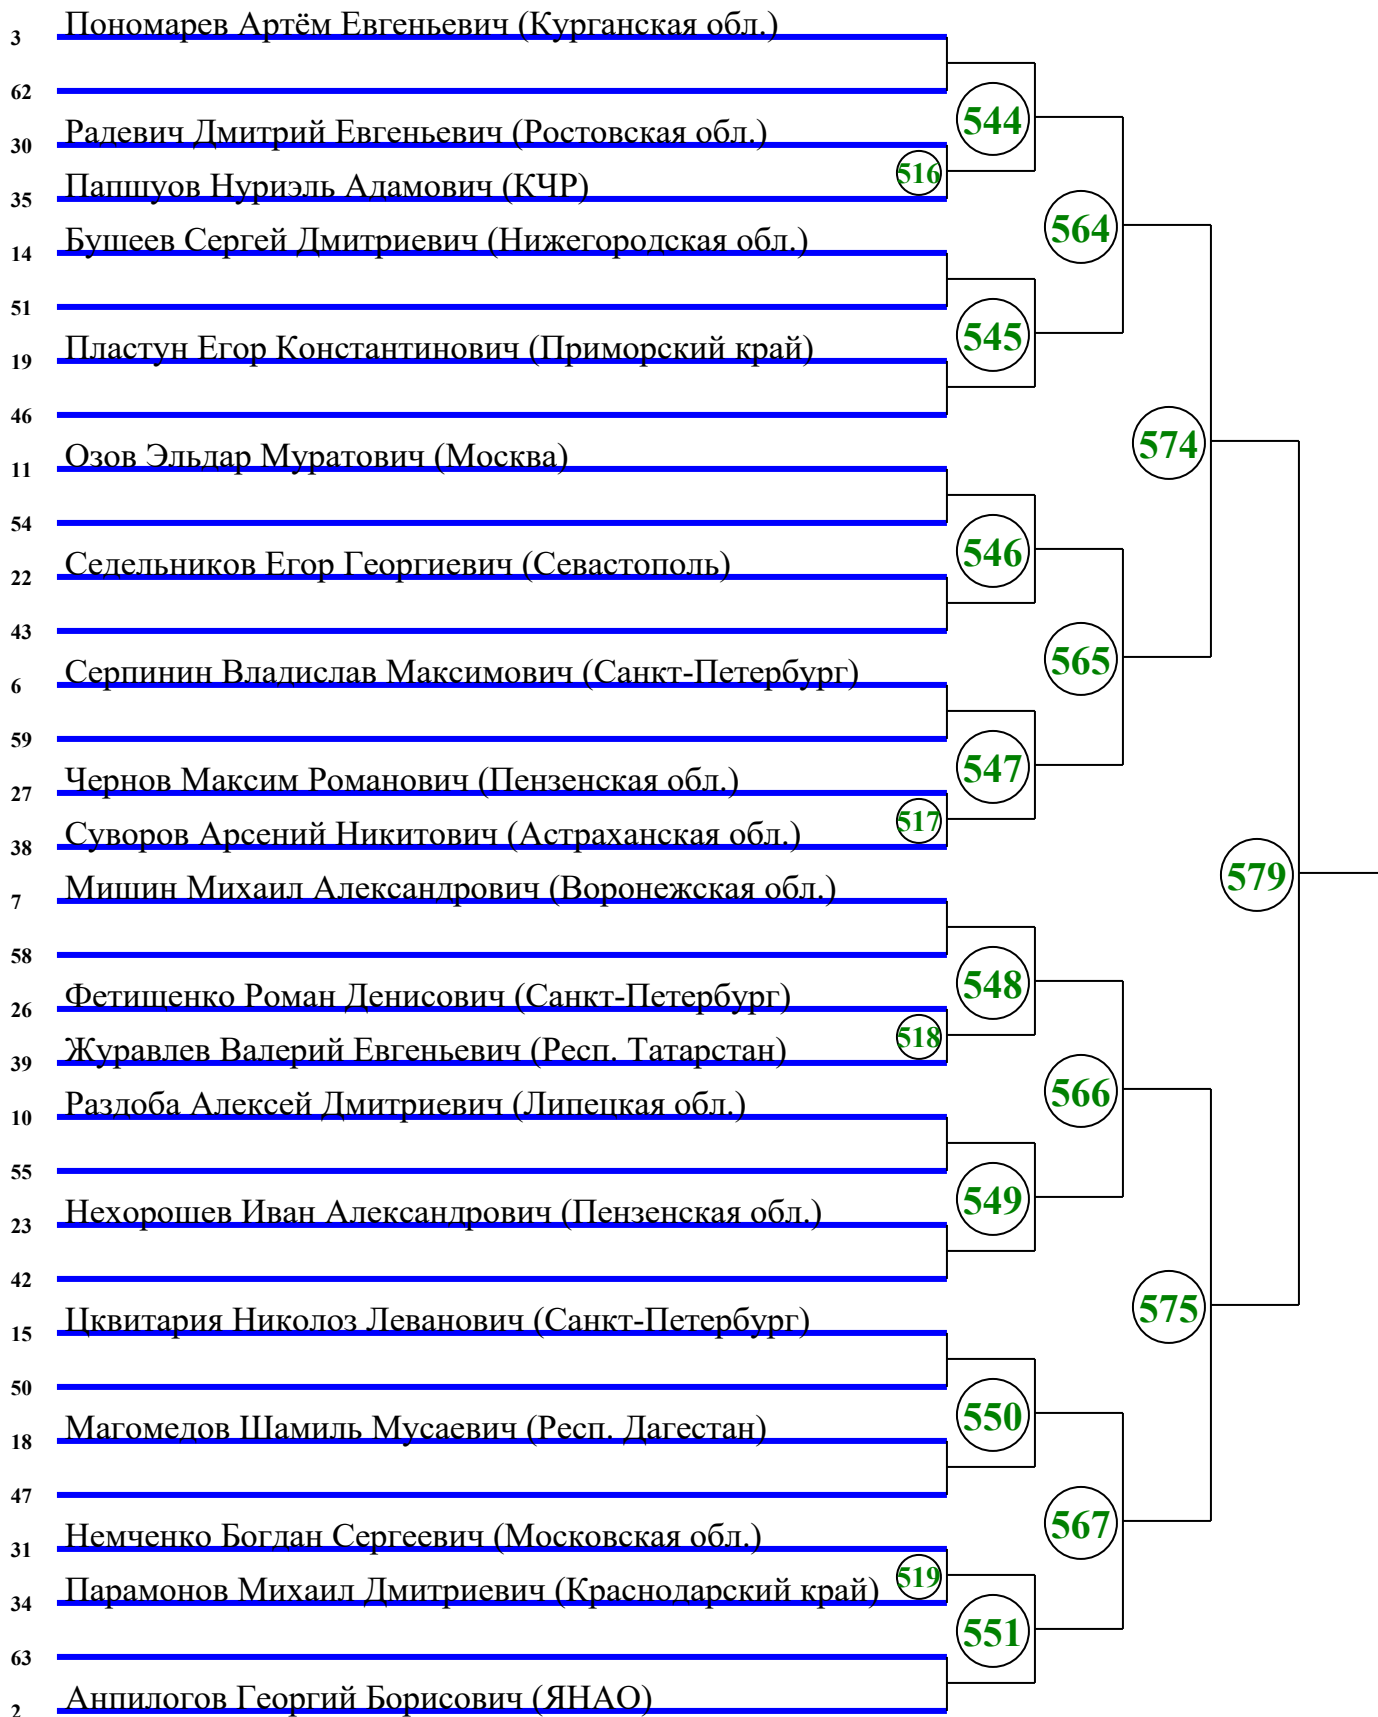 3 Пономарев Артём Евгеньевич (Курганская обл.)
62
544
30 Радевич Дмитрий Евгеньевич (Ростовская обл.)
516
35 Папшуов Нуриэль Адамович (КЧР)
564
14 Бушеев Сергей Дмитриевич (Нижегородская обл.)
51
545
19 Пластун Егор Константинович (Приморский край)
46
574
11 Озов Эльдар Муратович (Москва)
54
546
22 Седельников Егор Георгиевич (Севастополь)
43
565
6 Серпинин Владислав Максимович (Санкт-Петербург)
59
547
27 Чернов Максим Романович (Пензенская обл.)
517
38 Суворов Арсений Никитович (Астраханская обл.)
579
7 Мишин Михаил Александрович (Воронежская обл.)
58
548
26 Фетищенко Роман Денисович (Санкт-Петербург)
518
39 Журавлев Валерий Евгеньевич (Респ. Татарстан)
566
10 Раздоба Алексей Дмитриевич (Липецкая обл.)
55
549
23 Нехорошев Иван Александрович (Пензенская обл.)
42
575
15 Цквитария Николоз Леванович (Санкт-Петербург)
50
550
18 Магомедов Шамиль Мусаевич (Респ. Дагестан)
47
567
31 Немченко Богдан Сергеевич (Московская обл.)
519
34 Парамонов Михаил Дмитриевич (Краснодарский край)
551
63
2 Анпилогов Георгий Борисович (ЯНАО)